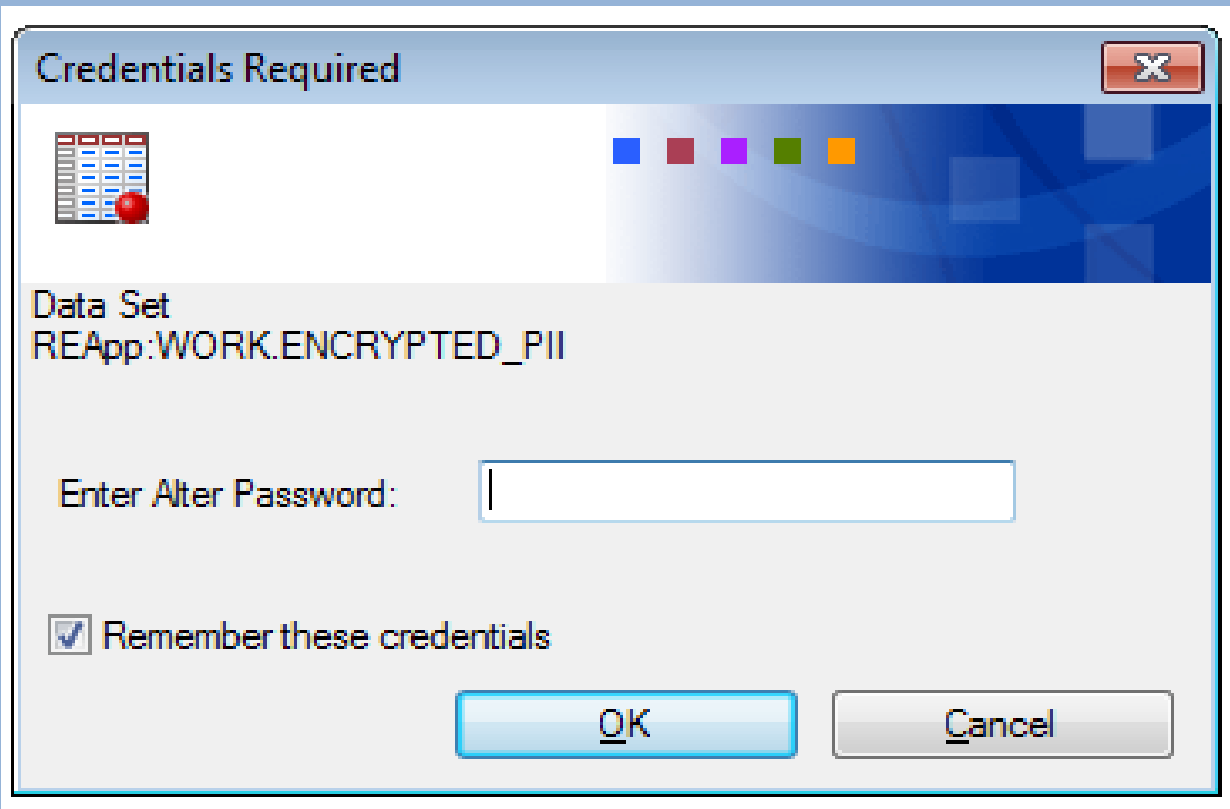 Credentials Required
Data Set
REApp:WORK.ENCRYPTED_PII
Enter Alter Password:
Remember these credentials
OK Cancel